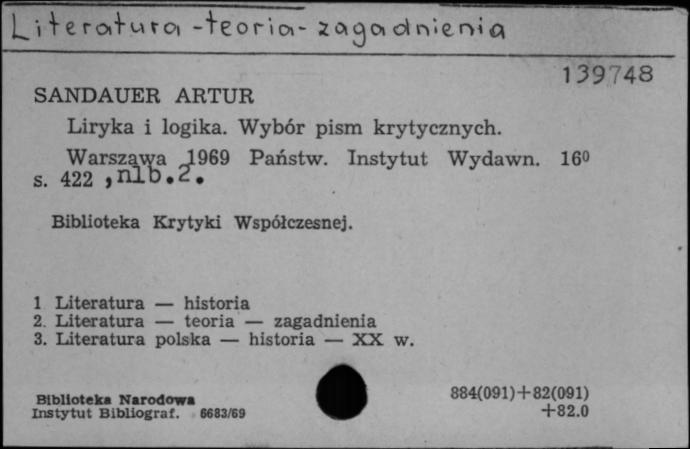 Literatura - teoria - zagadnienia
139748
SANDAUER ARTUR
Liryka i logika. Wybór pism krytycznych.
Warszawa 1969 Państw. Instytut Wydawn. 16⁰
s. 422, nlb. 2.
Biblioteka Krytyki Współczesnej.
1 Literatura — historia
2. Literatura — teoria — zagadnienia
3. Literatura polska — historia — XX w.
884(091)+82(091)
+82.0
Biblioteka Narodowa
Instytut Bibliograf. 6683/69